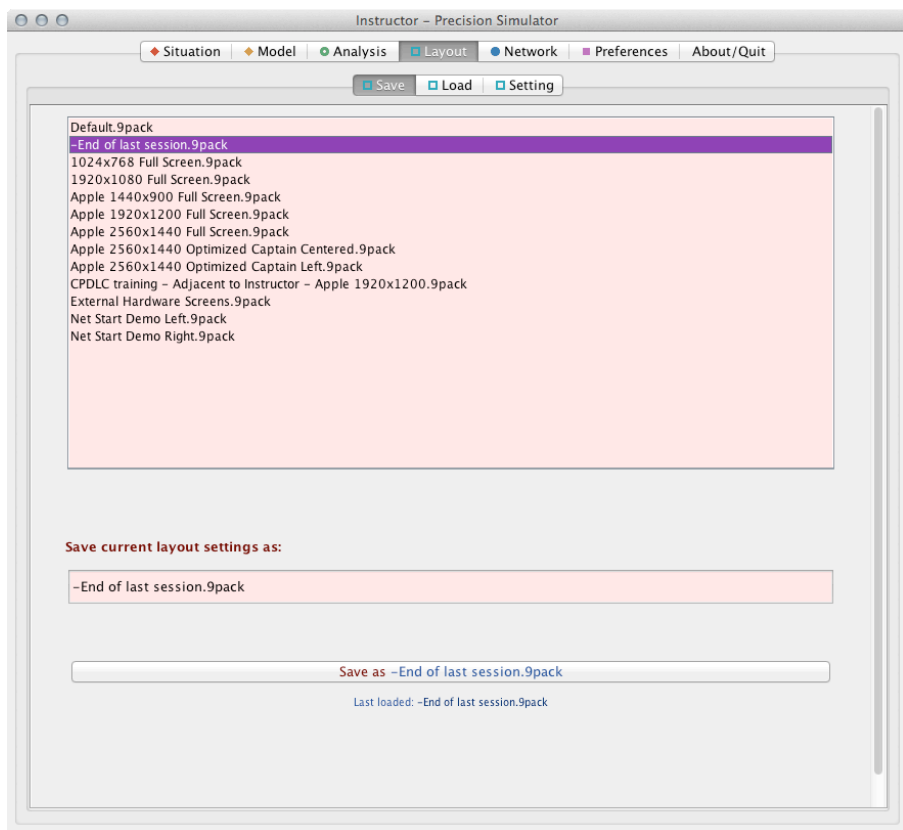 Instructor – Precision Simulator
Situation Model Analysis Layout Network Preferences About/Quit
Save Load Setting
Default.9pack
–End of last session.9pack
1024x768 Full Screen.9pack
1920x1080 Full Screen.9pack
Apple 1440x900 Full Screen.9pack
Apple 1920x1200 Full Screen.9pack
Apple 2560x1440 Full Screen.9pack
Apple 2560x1440 Optimized Captain Centered.9pack
Apple 2560x1440 Optimized Captain Left.9pack
CPDLC training – Adjacent to Instructor – Apple 1920x1200.9pack
External Hardware Screens.9pack
Net Start Demo Left.9pack
Net Start Demo Right.9pack
Save current layout settings as:
–End of last session.9pack
Save as –End of last session.9pack
Last loaded: –End of last session.9pack